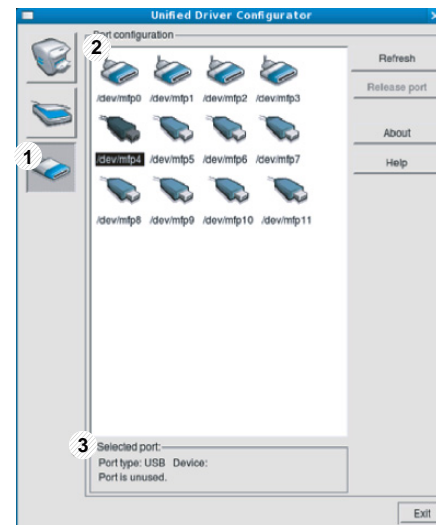 Unified Driver Configurator
2
Port configuration
Refresh
Release port
About
Help
/dev/mfp0 /dev/mfp1 /dev/mfp2 /dev/mfp3
1
/dev/mfp4 /dev/mfp5 /dev/mfp6 /dev/mfp7
/dev/mfp8 /dev/mfp9 /dev/mfp10 /dev/mfp11
3
Selected port:
Port type: USB Device:
Port is unused.
Exit